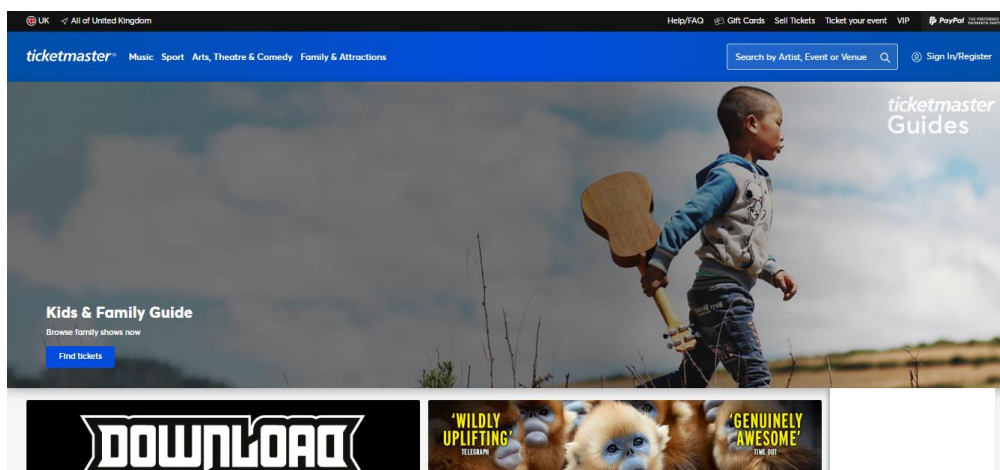 UK All of United Kingdom Help/FAQ Gift Cards Sell Tickets Ticket your event VIP PayPal
ticketmaster Music Sport Arts, Theatre & Comedy Family & Attractions Search by Artist, Event or Venue Sign In/Register
ticketmaster
Guides
Kids & Family Guide
Browse family shows now
Find tickets
DOWNLOAD
'WILDLY
UPLIFTING'
TELEGRAPH
'GENUINELY
AWESOME'
TIME OUT